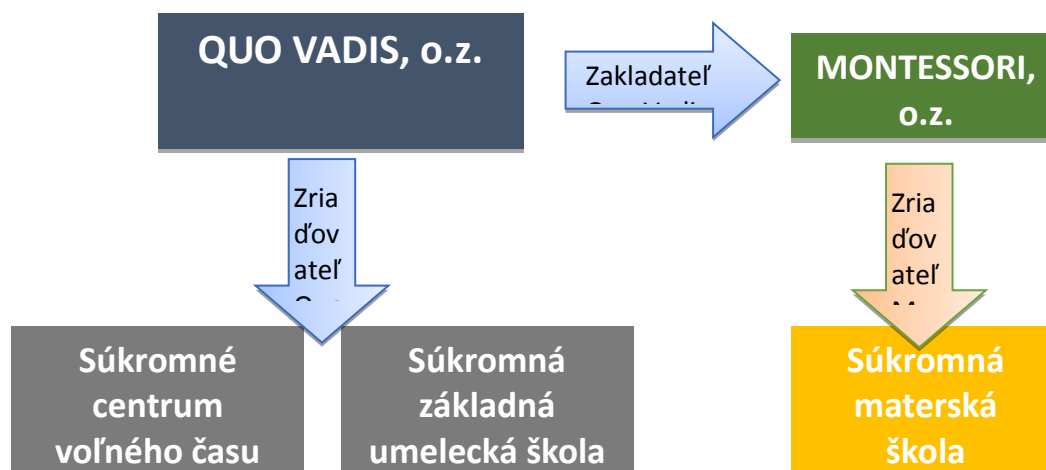 QUO VADIS, o.z.
Zakladateľ
MONTESSORI,
o.z.
Zria
ďov
ateľ
Zria
ďov
ateľ
Súkromné
centrum
voľného času
Súkromná
základná
umelecká škola
Súkromná
materská
škola